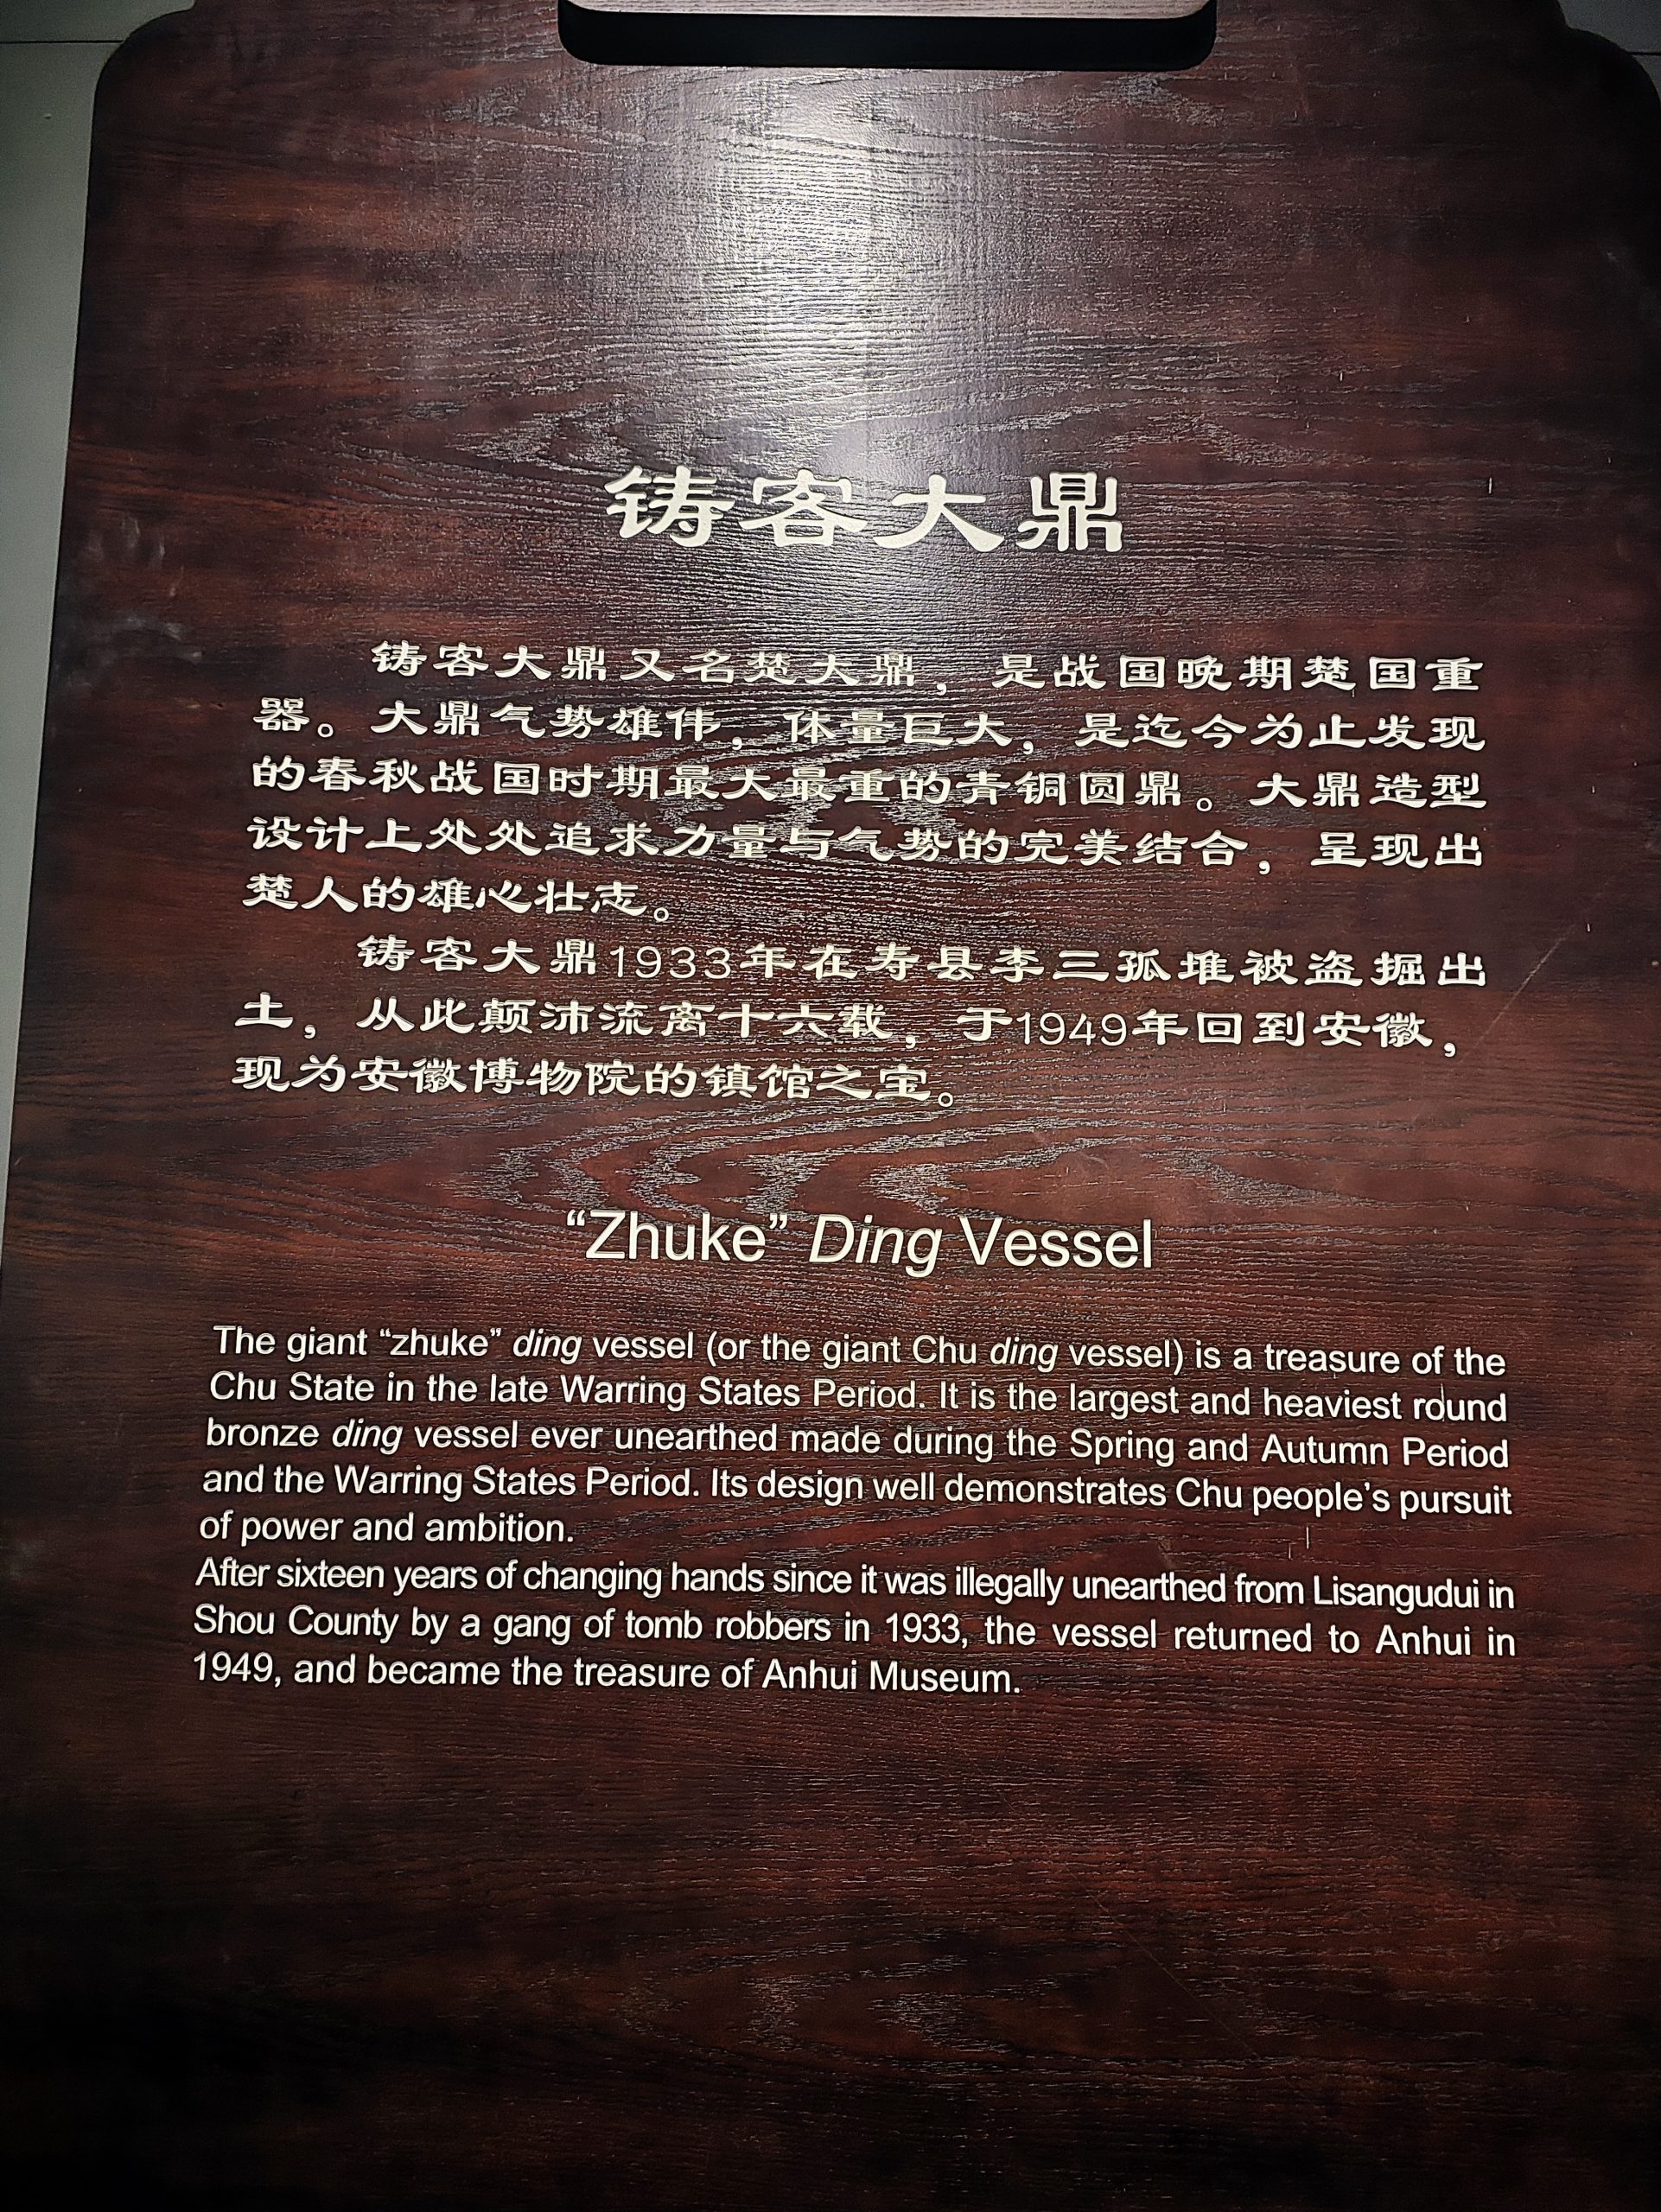 铸客大鼎
铸客大鼎又名楚大鼎，是战国晚期楚国重
器。大鼎气势雄伟，体量巨大，是迄今为止发现
的春秋战国时期最大最重的青铜圆鼎。大鼎造型
设计上处处追求力量与气势的完美结合，呈现出
楚人的雄心壮志。
铸客大鼎1933年在寿县李三孤堆被盗掘出
土，从此颠沛流离十六载，于1949年回到安徽，
现为安徽博物院的镇馆之宝。
“Zhuke” Ding Vessel
The giant “zhuke” ding vessel (or the giant Chu ding vessel) is a treasure of the
Chu State in the late Warring States Period. It is the largest and heaviest round
bronze ding vessel ever unearthed made during the Spring and Autumn Period
and the Warring States Period. Its design well demonstrates Chu people’s pursuit
of power and ambition.
After sixteen years of changing hands since it was illegally unearthed from Lisangudui in
Shou County by a gang of tomb robbers in 1933, the vessel returned to Anhui in
1949, and became the treasure of Anhui Museum.